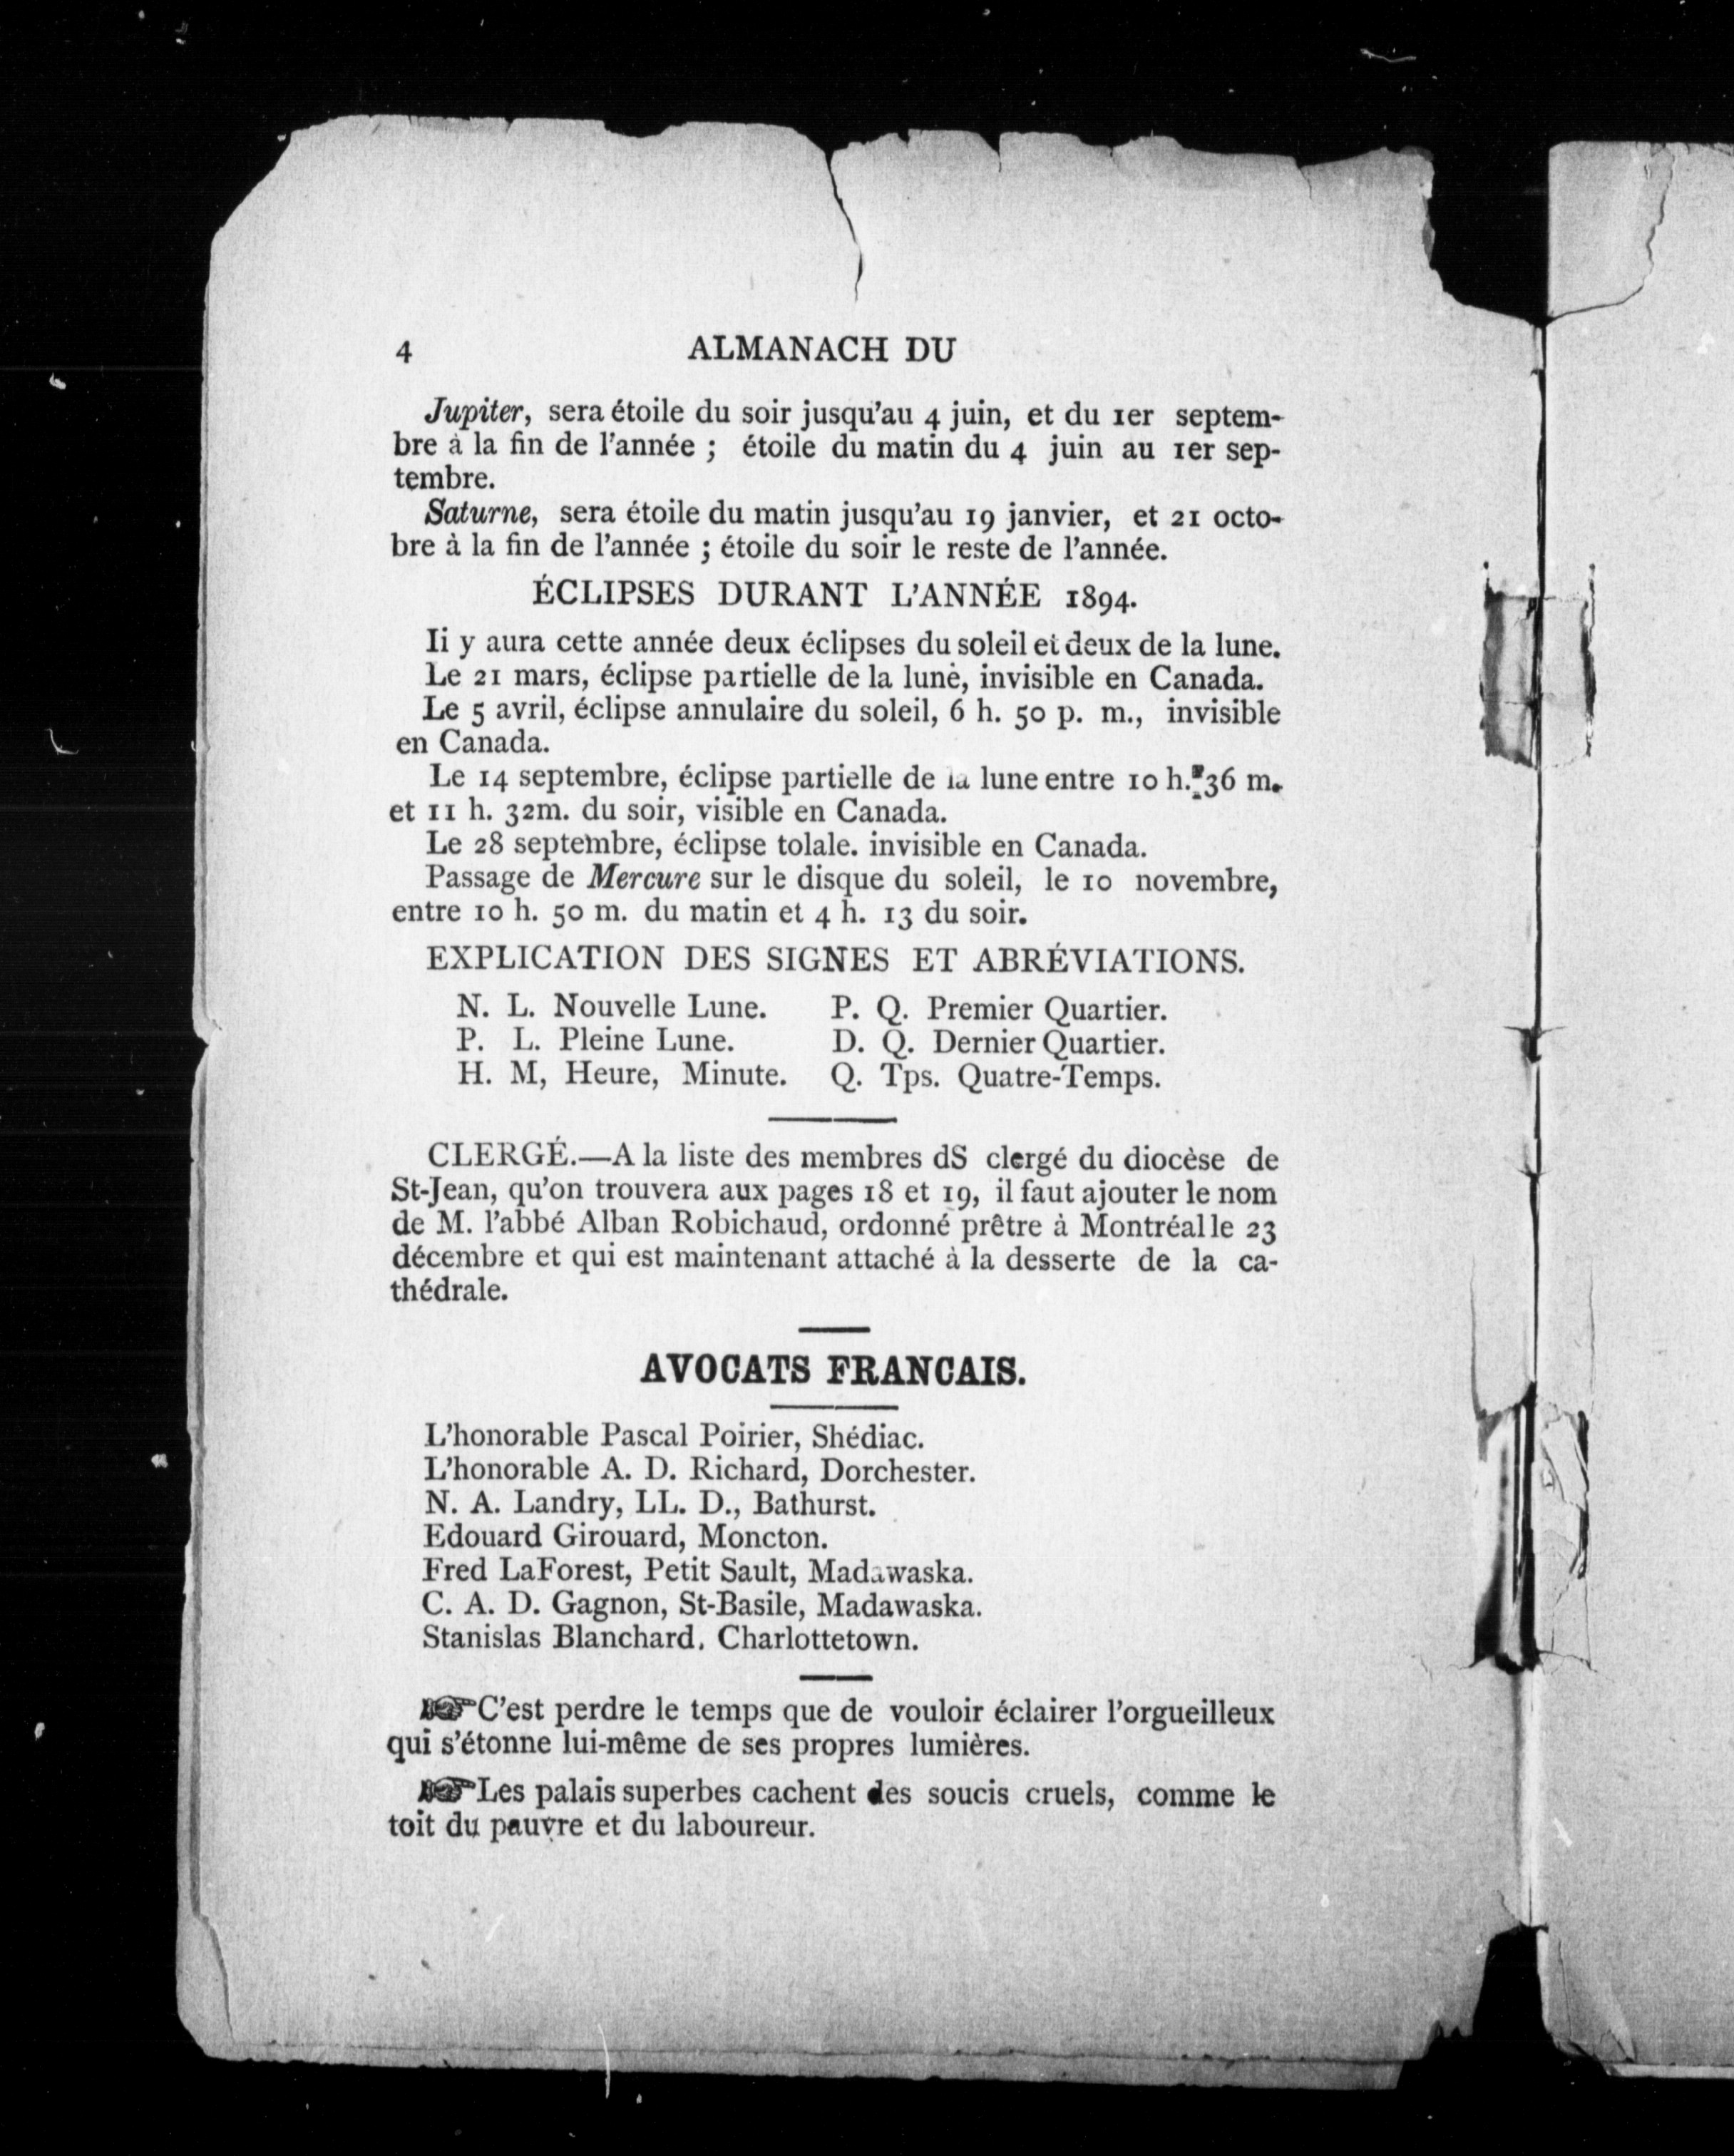 4 ALMANACH DU
Jupiter, sera étoile du soir jusqu'au 4 juin, et du 1er septem-
bre à la fin de l'année ; étoile du matin du 4 juin au 1er sep-
tembre.
Saturne, sera étoile du matin jusqu'au 19 janvier, et 21 octo-
bre à la fin de l'année ; étoile du soir le reste de l'année.
ÉCLIPSES DURANT L'ANNÉE 1894.
Ii y aura cette année deux éclipses du soleil et deux de la lune.
Le 21 mars, éclipse partielle de la lune, invisible en Canada.
Le 5 avril, éclipse annulaire du soleil, 6 h. 50 p. m., invisible
en Canada.
Le 14 septembre, éclipse partielle de la lune entre 10 h. 36 m.
et 11 h. 32m. du soir, visible en Canada.
Le 28 septembre, éclipse tolale. invisible en Canada.
Passage de Mercure sur le disque du soleil, le 10 novembre,
entre 10 h. 50 m. du matin et 4 h. 13 du soir.
EXPLICATION DES SIGNES ET ABRÉVIATIONS.
N. L. Nouvelle Lune. P. Q. Premier Quartier.
P. L. Pleine Lune. D. Q. Dernier Quartier.
H. M, Heure, Minute. Q. Tps. Quatre-Temps.
CLERGÉ.—A la liste des membres dS clergé du diocèse de
St-Jean, qu'on trouvera aux pages 18 et 19, il faut ajouter le nom
de M. l'abbé Alban Robichaud, ordonné prêtre à Montréal le 23
décembre et qui est maintenant attaché à la desserte de la ca-
thédrale.
AVOCATS FRANCAIS.
L'honorable Pascal Poirier, Shédiac.
L'honorable A. D. Richard, Dorchester.
N. A. Landry, LL. D., Bathurst.
Edouard Girouard, Moncton.
Fred LaForest, Petit Sault, Madawaska.
C. A. D. Gagnon, St-Basile, Madawaska.
Stanislas Blanchard. Charlottetown.
☞C'est perdre le temps que de vouloir éclairer l'orgueilleux
qui s'étonne lui-même de ses propres lumières.
☞Les palais superbes cachent des soucis cruels, comme le
toit du pauvre et du laboureur.